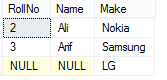 RollNo Name Make
2 Ali Nokia
3 Arif Samsung
NULL NULL LG